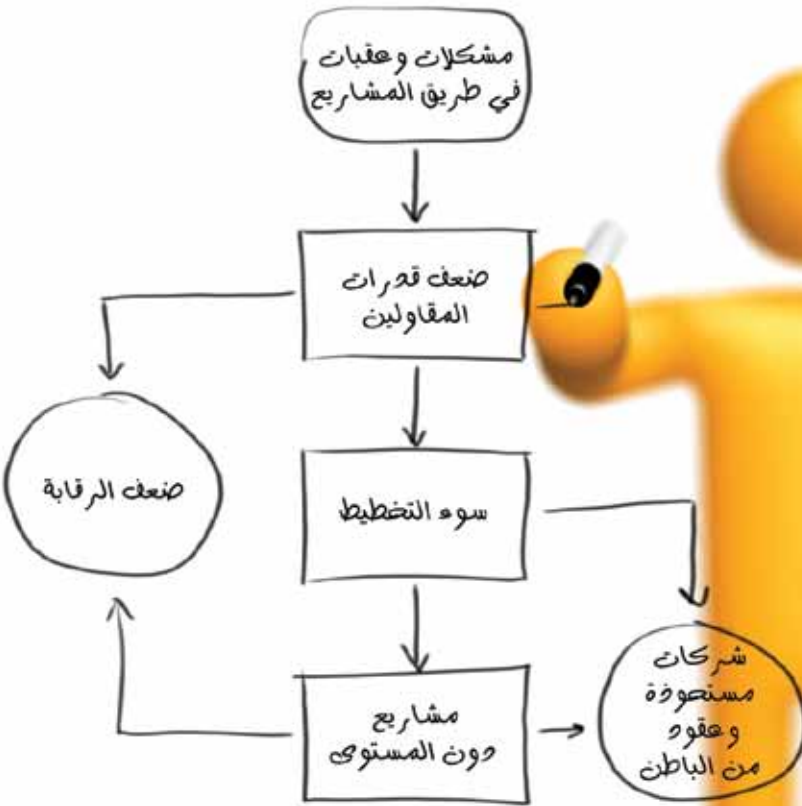 مشكلات وعقبات
في طريق المشاريع
ضعف قدرات
المقاولين
ضعف الرقابة
سوء التخطيط
شركات
مستحوذة
وعقود
من الباطن
مشاريع
دون المستوى